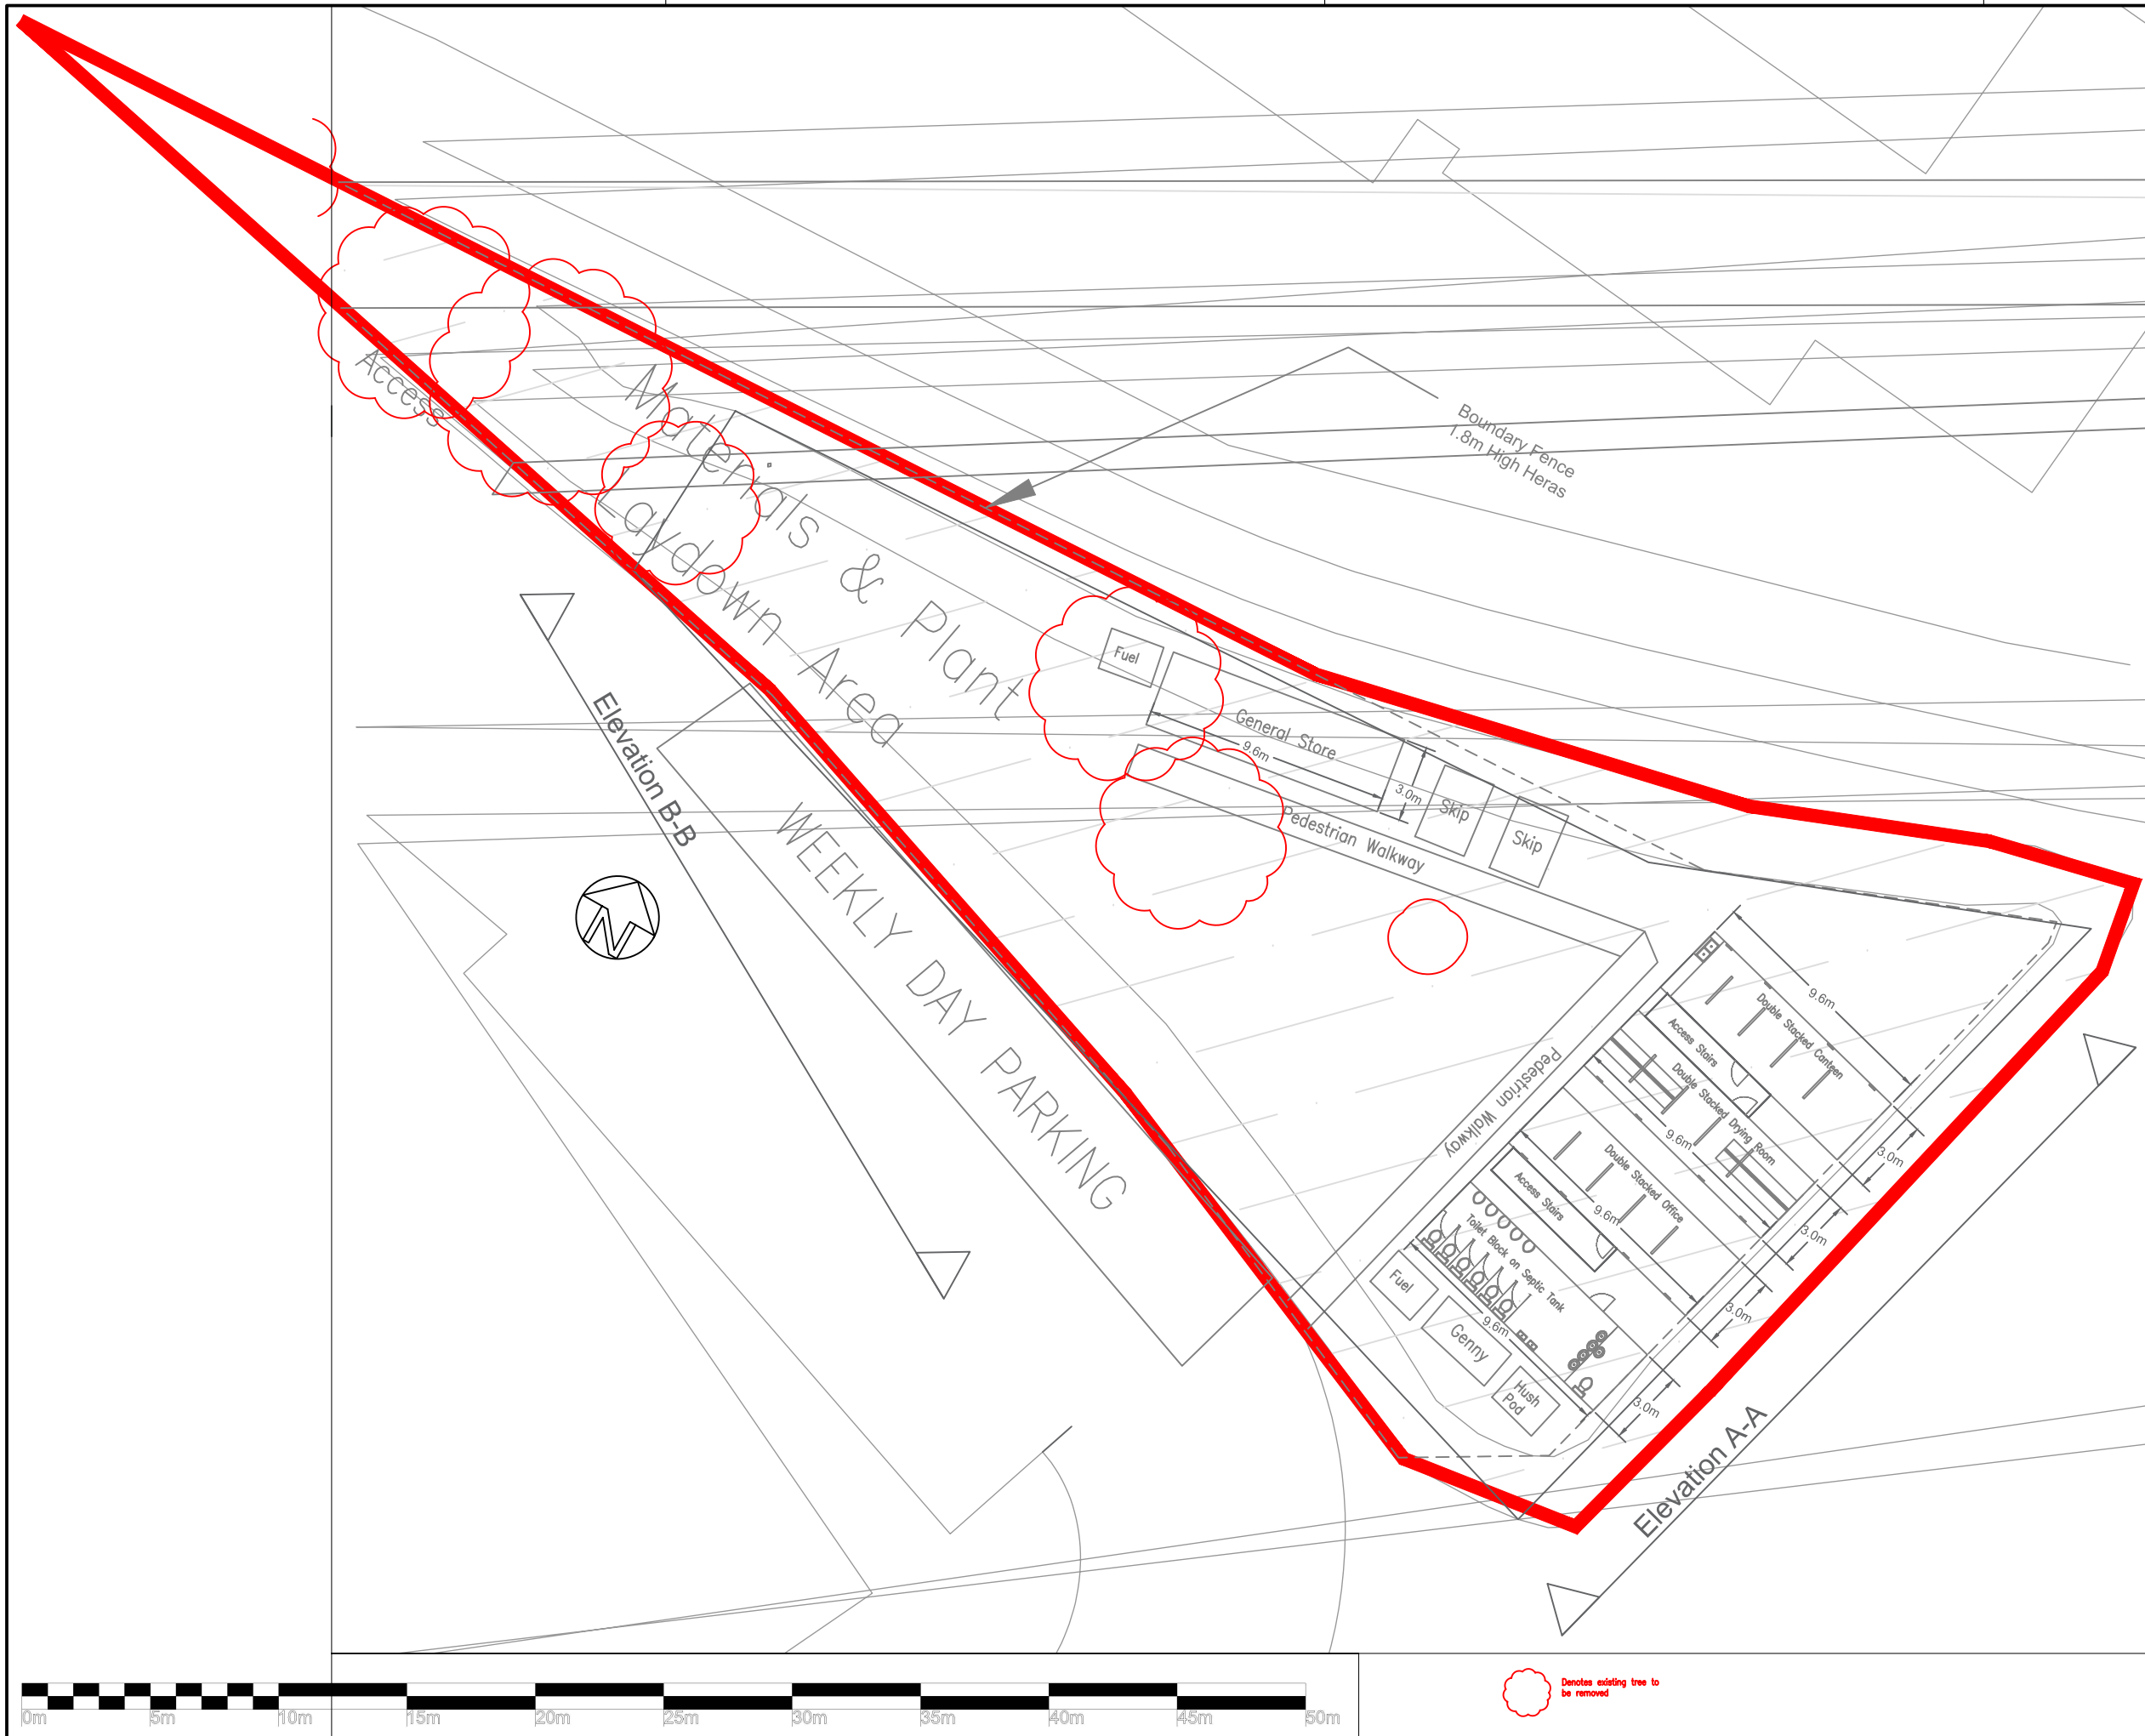 Access
Materials & Plant
Laydown Area
Boundary Fence
1.8m High Heras
Elevation B-B
WEEKLY DAY PARKING
N
Fuel
General Store
9.6m
3.0m
Skip
Skip
Pedestrian Walkway
Pedestrian Walkway
9.6m
Double Stacked Canteen
Access Stairs
Double Stacked Drying Room
9.6m
3.0m
Double Stacked Office
3.0m
Access Stairs
9.6m
3.0m
Toilet Block on Septic Tank
Fuel
9.6m
Genny
Hush
Pod
3.0m
Elevation A-A
0m 5m 10m 15m 20m 25m 30m 35m 40m 45m 50m
Denotes existing tree to
be removed